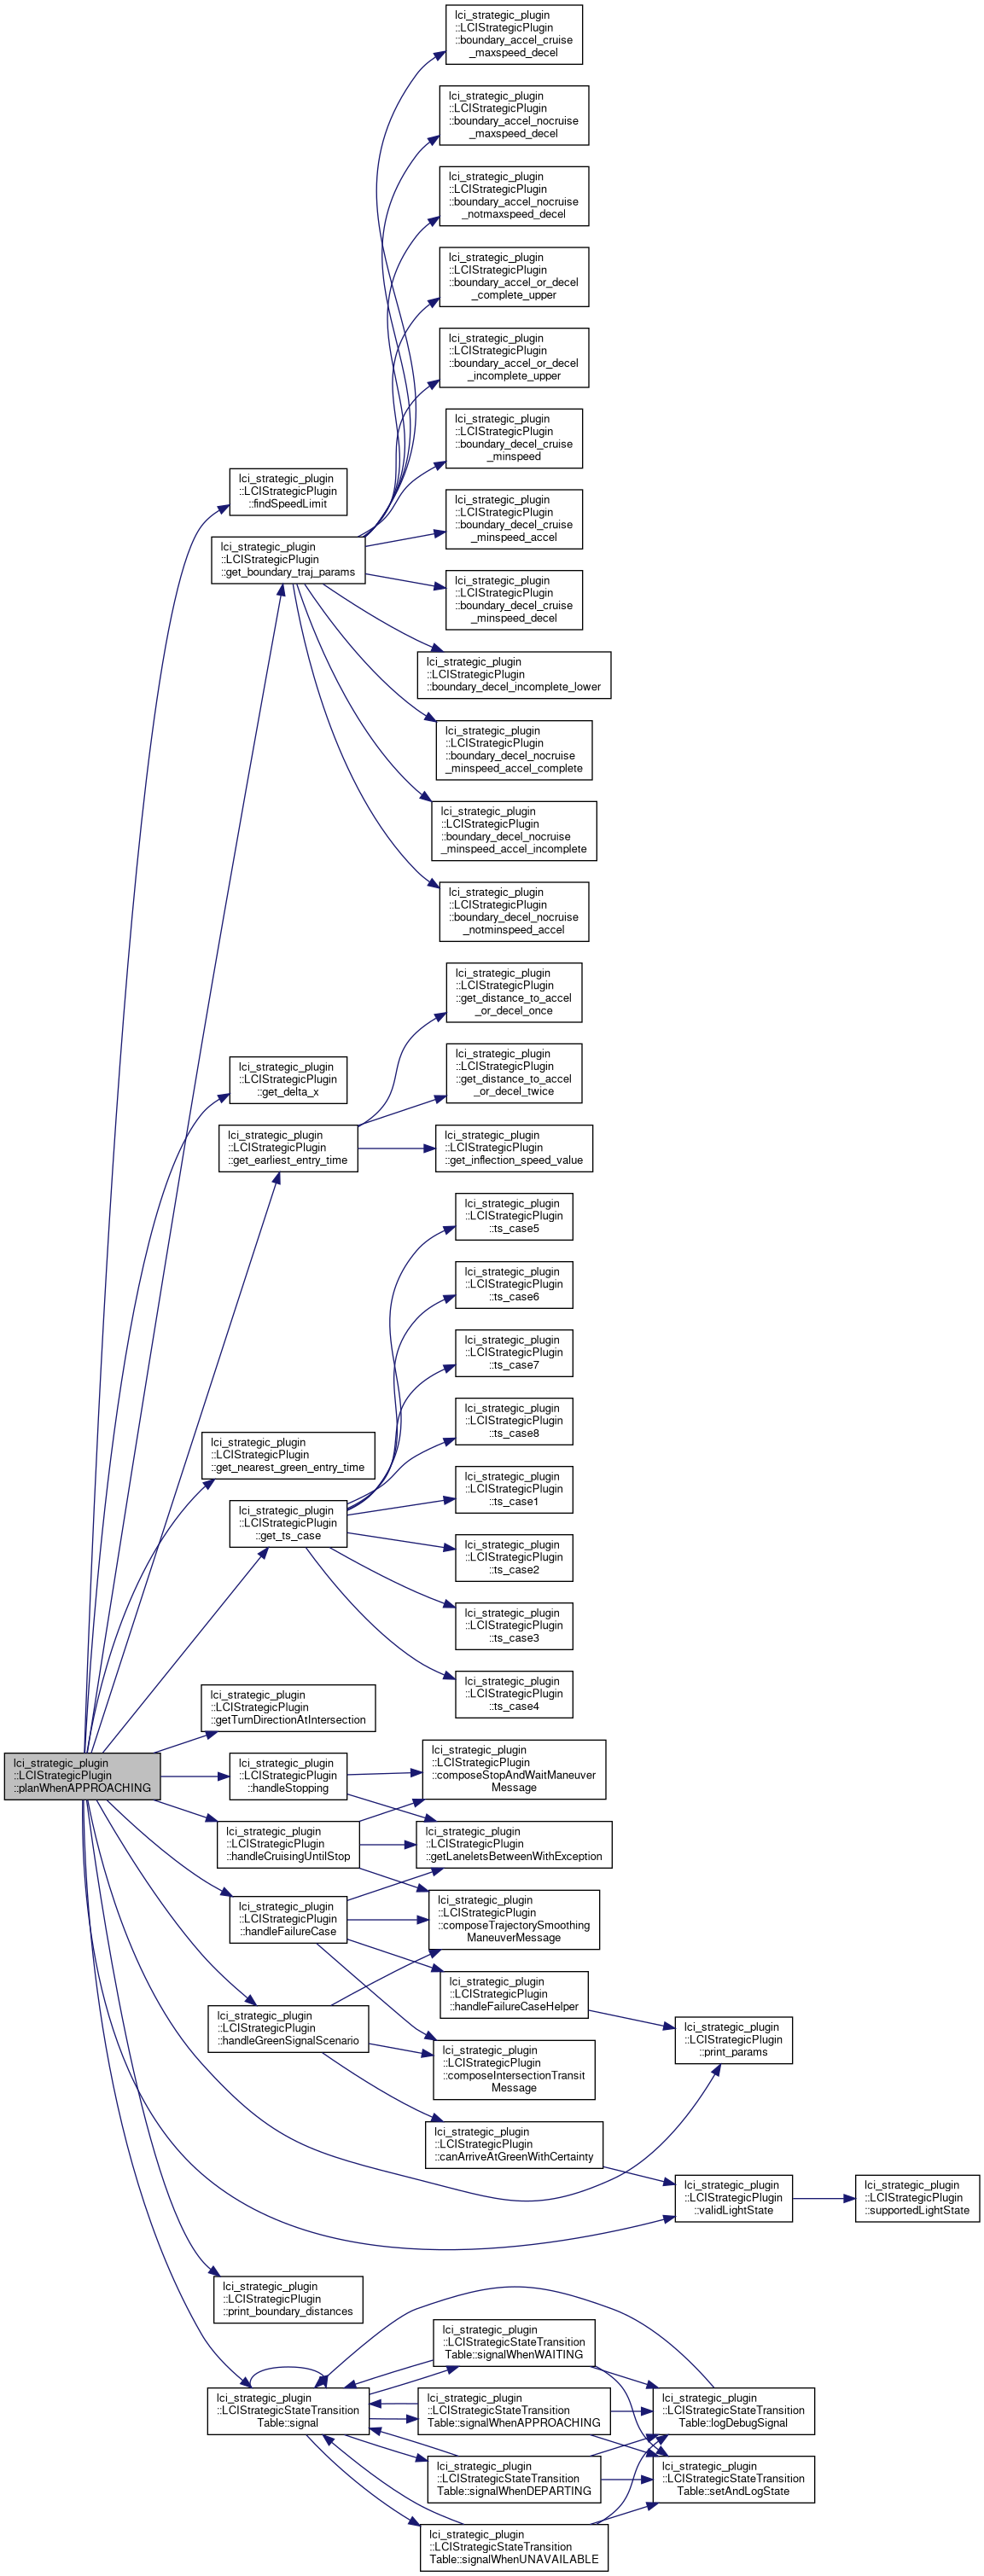 lci_strategic_plugin
::LCIStrategicPlugin
::boundary_accel_cruise
_maxspeed_decel
lci_strategic_plugin
::LCIStrategicPlugin
::boundary_accel_nocruise
_maxspeed_decel
lci_strategic_plugin
::LCIStrategicPlugin
::boundary_accel_nocruise
_notmaxspeed_decel
lci_strategic_plugin
::LCIStrategicPlugin
::boundary_accel_or_decel
_complete_upper
lci_strategic_plugin
::LCIStrategicPlugin
::boundary_accel_or_decel
_incomplete_upper
lci_strategic_plugin
::LCIStrategicPlugin
::boundary_decel_cruise
_minspeed
lci_strategic_plugin
::LCIStrategicPlugin
::findSpeedLimit
lci_strategic_plugin
::LCIStrategicPlugin
::boundary_decel_cruise
_minspeed_accel
lci_strategic_plugin
::LCIStrategicPlugin
::get_boundary_traj_params
lci_strategic_plugin
::LCIStrategicPlugin
::boundary_decel_cruise
_minspeed_decel
lci_strategic_plugin
::LCIStrategicPlugin
::boundary_decel_incomplete_lower
lci_strategic_plugin
::LCIStrategicPlugin
::boundary_decel_nocruise
_minspeed_accel_complete
lci_strategic_plugin
::LCIStrategicPlugin
::boundary_decel_nocruise
_minspeed_accel_incomplete
lci_strategic_plugin
::LCIStrategicPlugin
::boundary_decel_nocruise
_notminspeed_accel
lci_strategic_plugin
::LCIStrategicPlugin
::get_distance_to_accel
_or_decel_once
lci_strategic_plugin
::LCIStrategicPlugin
::get_distance_to_accel
_or_decel_twice
lci_strategic_plugin
::LCIStrategicPlugin
::get_delta_x
lci_strategic_plugin
::LCIStrategicPlugin
::get_earliest_entry_time
lci_strategic_plugin
::LCIStrategicPlugin
::get_inflection_speed_value
lci_strategic_plugin
::LCIStrategicPlugin
::ts_case5
lci_strategic_plugin
::LCIStrategicPlugin
::ts_case6
lci_strategic_plugin
::LCIStrategicPlugin
::ts_case7
lci_strategic_plugin
::LCIStrategicPlugin
::ts_case8
lci_strategic_plugin
::LCIStrategicPlugin
::get_nearest_green_entry_time
lci_strategic_plugin
::LCIStrategicPlugin
::ts_case1
lci_strategic_plugin
::LCIStrategicPlugin
::get_ts_case
lci_strategic_plugin
::LCIStrategicPlugin
::ts_case2
lci_strategic_plugin
::LCIStrategicPlugin
::ts_case3
lci_strategic_plugin
::LCIStrategicPlugin
::ts_case4
lci_strategic_plugin
::LCIStrategicPlugin
::getTurnDirectionAtIntersection
lci_strategic_plugin
::LCIStrategicPlugin
::planWhenAPPROACHING
lci_strategic_plugin
::LCIStrategicPlugin
::handleStopping
lci_strategic_plugin
::LCIStrategicPlugin
::composeStopAndWaitManeuver
Message
lci_strategic_plugin
::LCIStrategicPlugin
::handleCruisingUntilStop
lci_strategic_plugin
::LCIStrategicPlugin
::getLaneletsBetweenWithException
lci_strategic_plugin
::LCIStrategicPlugin
::handleFailureCase
lci_strategic_plugin
::LCIStrategicPlugin
::composeTrajectorySmoothing
ManeuverMessage
lci_strategic_plugin
::LCIStrategicPlugin
::handleFailureCaseHelper
lci_strategic_plugin
::LCIStrategicPlugin
::handleGreenSignalScenario
lci_strategic_plugin
::LCIStrategicPlugin
::print_params
lci_strategic_plugin
::LCIStrategicPlugin
::composeIntersectionTransit
Message
lci_strategic_plugin
::LCIStrategicPlugin
::canArriveAtGreenWithCertainty
lci_strategic_plugin
::LCIStrategicPlugin
::validLightState
lci_strategic_plugin
::LCIStrategicPlugin
::supportedLightState
lci_strategic_plugin
::LCIStrategicPlugin
::print_boundary_distances
lci_strategic_plugin
::LCIStrategicStateTransition
Table::signalWhenWAITING
lci_strategic_plugin
::LCIStrategicStateTransition
Table::signal
lci_strategic_plugin
::LCIStrategicStateTransition
Table::signalWhenAPPROACHING
lci_strategic_plugin
::LCIStrategicStateTransition
Table::logDebugSignal
lci_strategic_plugin
::LCIStrategicStateTransition
Table::signalWhenDEPARTING
lci_strategic_plugin
::LCIStrategicStateTransition
Table::setAndLogState
lci_strategic_plugin
::LCIStrategicStateTransition
Table::signalWhenUNAVAILABLE